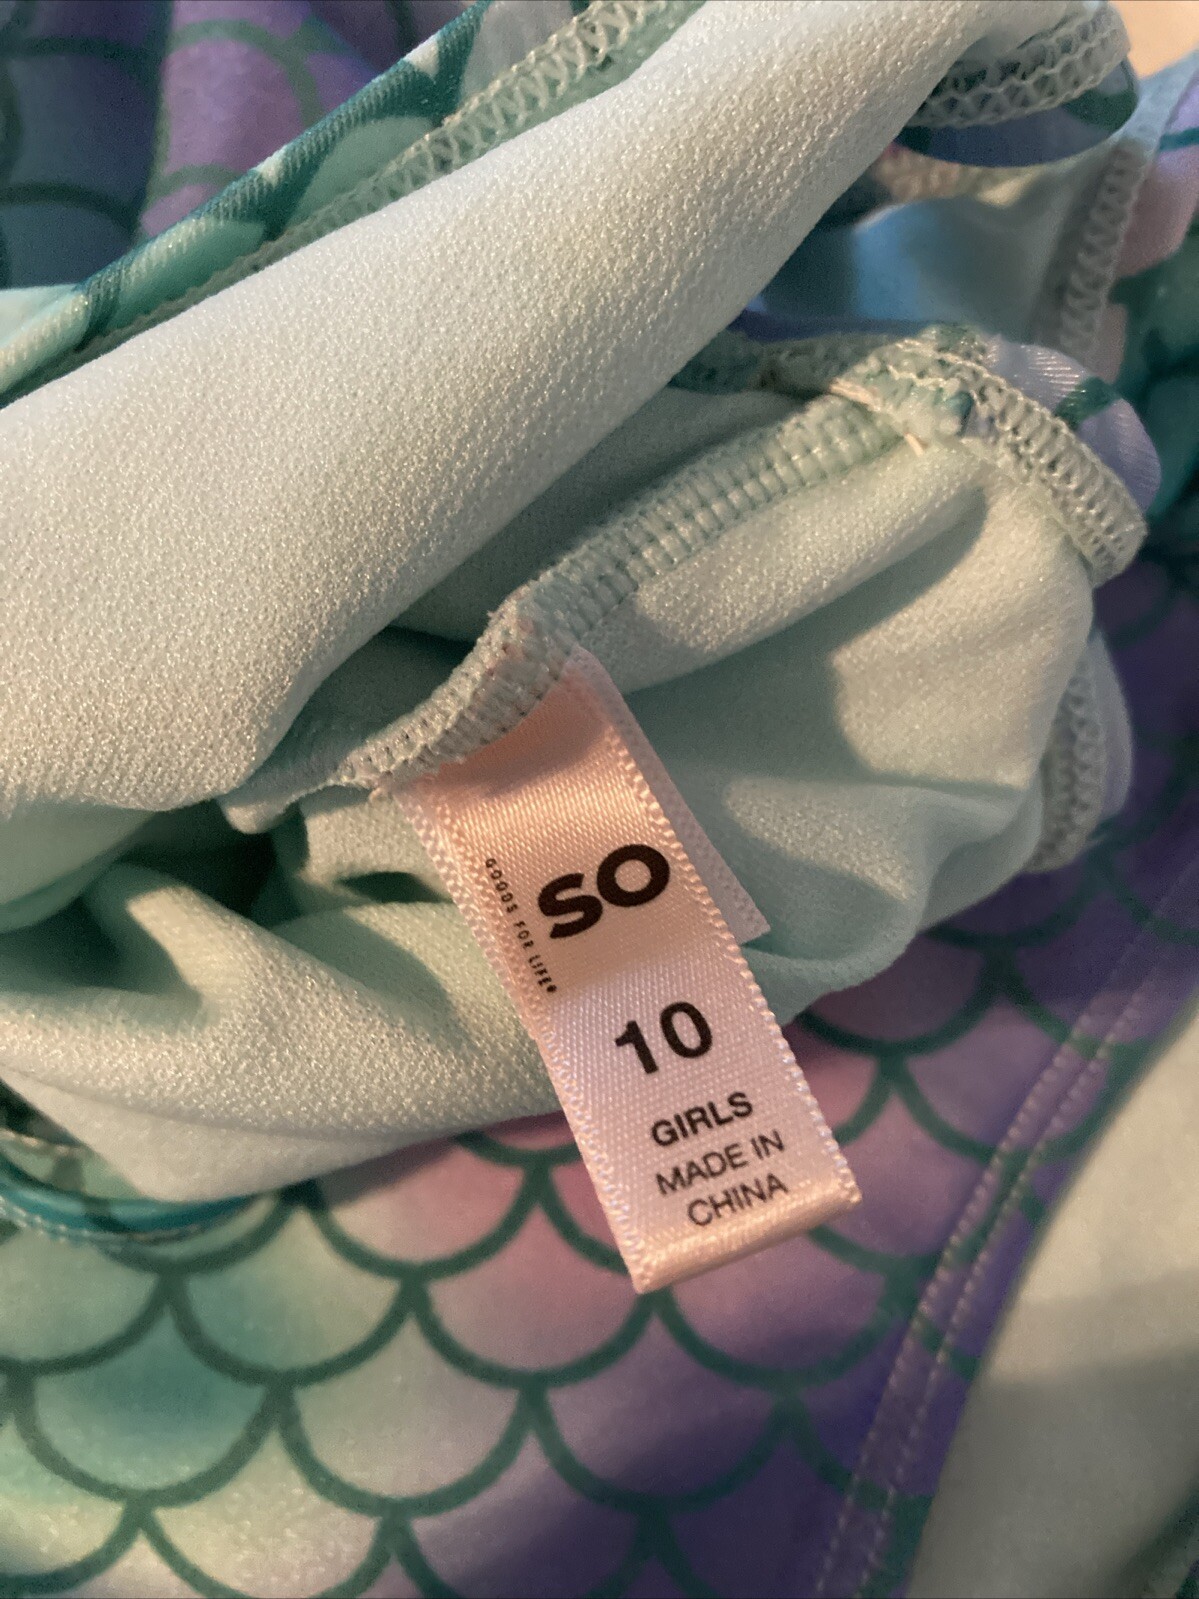 SO
GOODS FOR LIFE®
10
GIRLS
MADE IN
CHINA